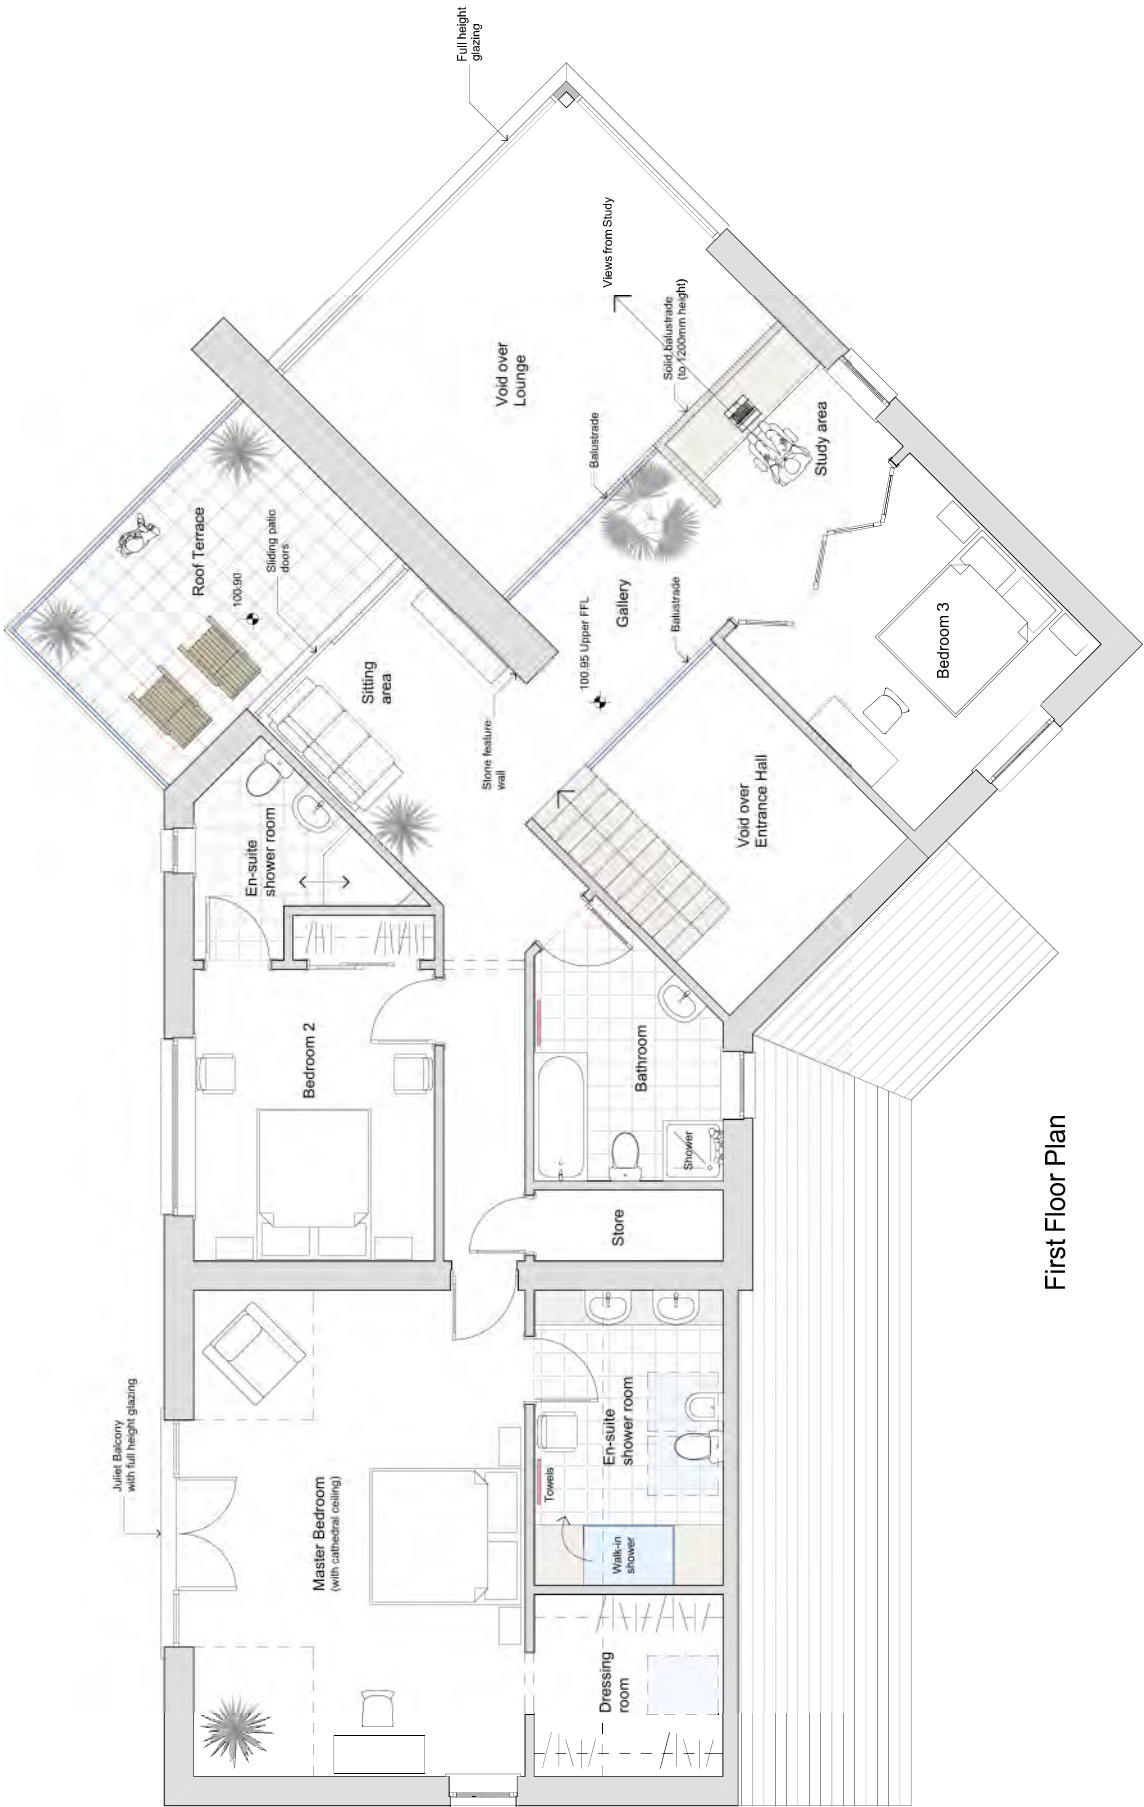 Full height
glazing
Views from Study
Solid balustrade
(to 1200mm height)
Void over
Lounge
Balustrade
Study area
Roof Terrace
100.90
Sliding patio
doors
Gallery
Balustrade
100.95 Upper FFL
Bedroom 3
Sitting
area
Stone feature
wall
Void over
Entrance Hall
En-suite
shower room
Bedroom 2
Bathroom
Shower
Store
First Floor Plan
Juliet Balcony
with full height glazing
Master Bedroom
(with cathedral ceiling)
En-suite
shower room
Towels
Walk-in
shower
Dressing
room